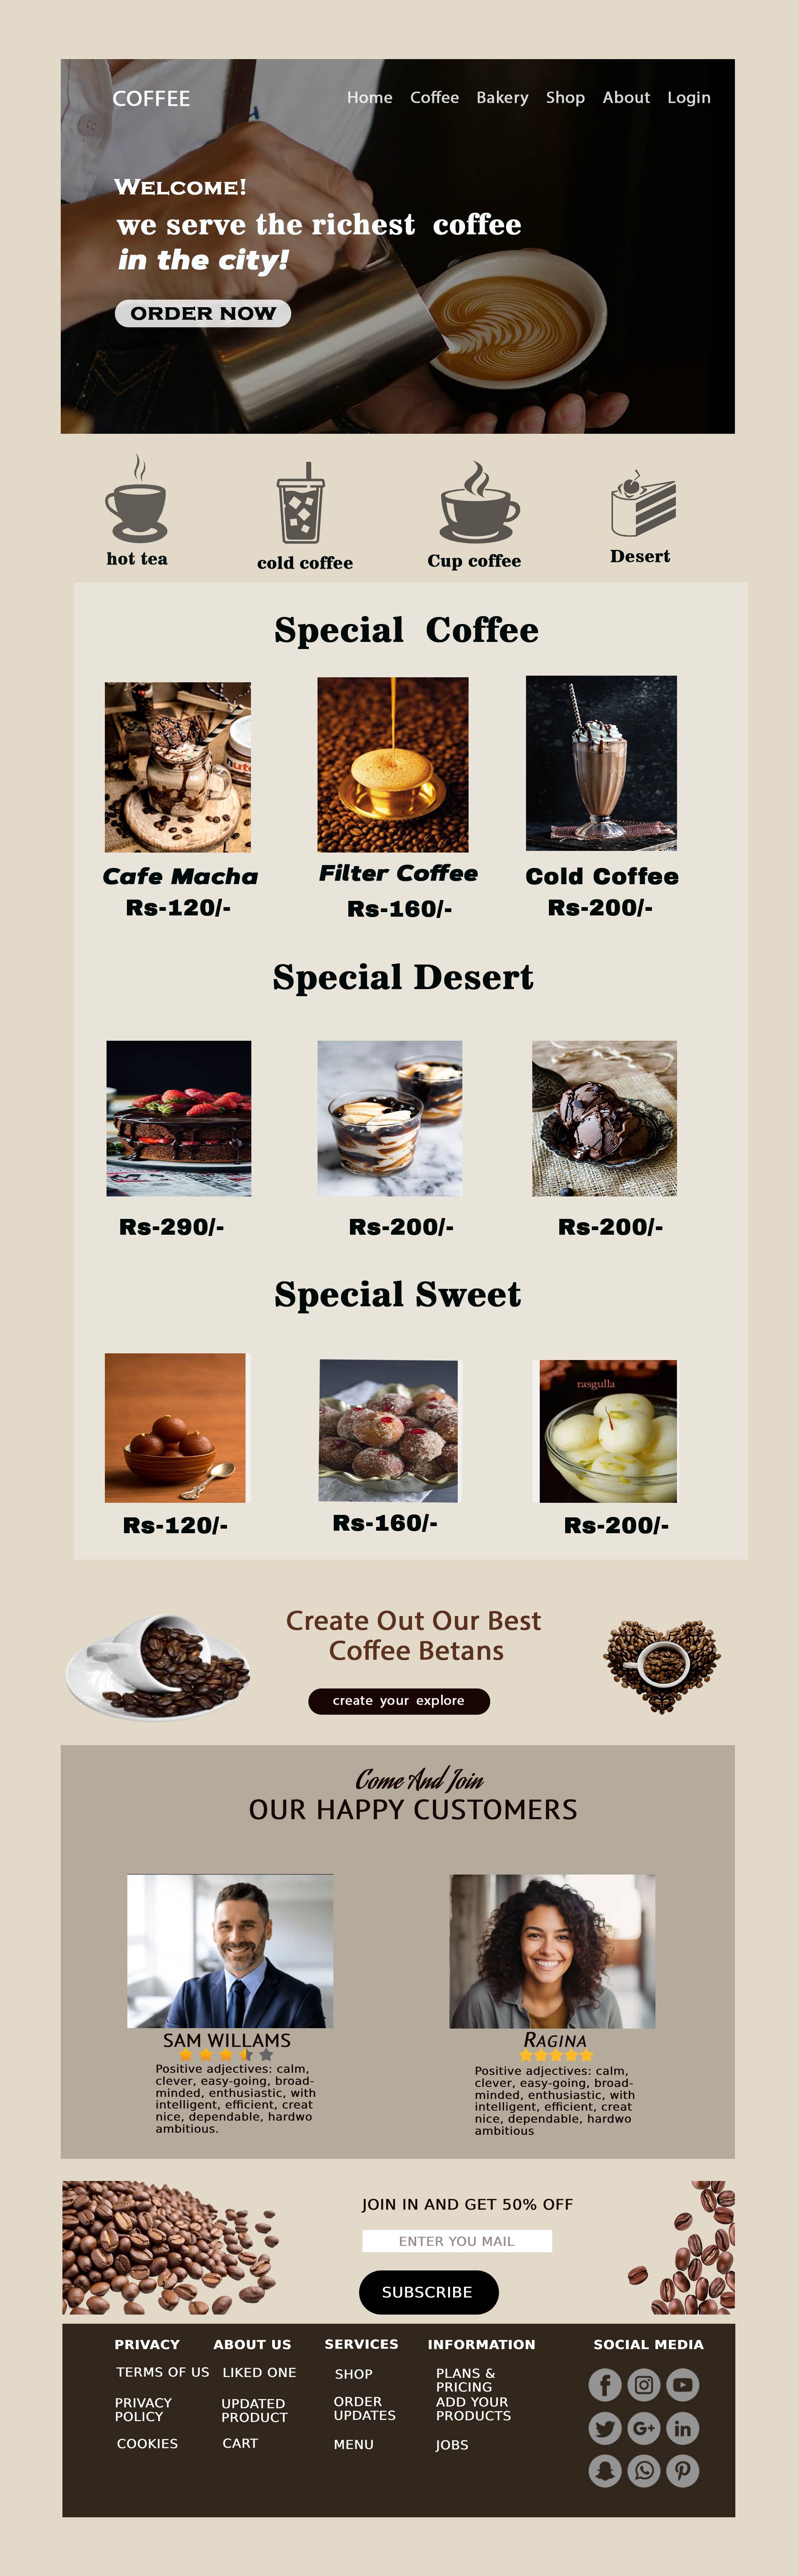 COFFEE Home Coffee Bakery Shop About Login
WELCOME!
we serve the richest coffee
in the city!
ORDER NOW
hot tea
cold coffee
Cup coffee
Desert
Special Coffee
Cafe Macha
Filter Coffee
Cold Coffee
Rs-120/-
Rs-160/-
Rs-200/-
Special Desert
Rs-290/-
Rs-200/-
Rs-200/-
Special Sweet
rasgulla
Rs-120/-
Rs-160/-
Rs-200/-
Create Out Our Best
Coffee Betans
create your explore
Come And Join
OUR HAPPY CUSTOMERS
SAM WILLAMS
Positive adjectives: calm,
clever, easy-going, broad-
minded, enthusiastic, with
intelligent, efficient, creat
nice, dependable, hardwo
ambitious.
RAGINA
Positive adjectives: calm,
clever, easy-going, broad-
minded, enthusiastic, with
intelligent, efficient, creat
nice, dependable, hardwo
ambitious
JOIN IN AND GET 50% OFF
ENTER YOU MAIL
SUBSCRIBE
PRIVACY
TERMS OF US
PRIVACY
POLICY
COOKIES
ABOUT US
LIKED ONE
UPDATED
PRODUCT
CART
SERVICES
SHOP
ORDER
UPDATES
MENU
INFORMATION
PLANS &
PRICING
ADD YOUR
PRODUCTS
JOBS
SOCIAL MEDIA